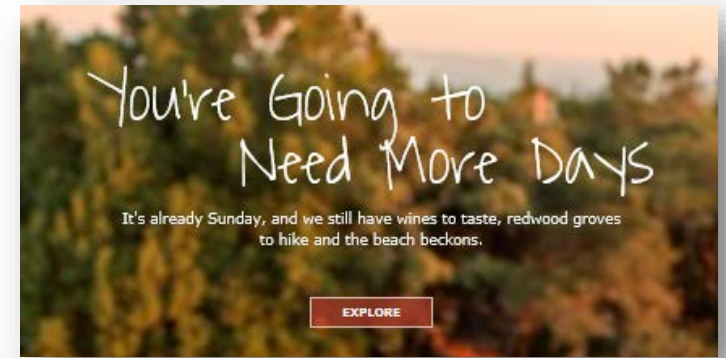 You're Going to
Need More Days
It's already Sunday, and we still have wines to taste, redwood groves
to hike and the beach beckons.
EXPLORE